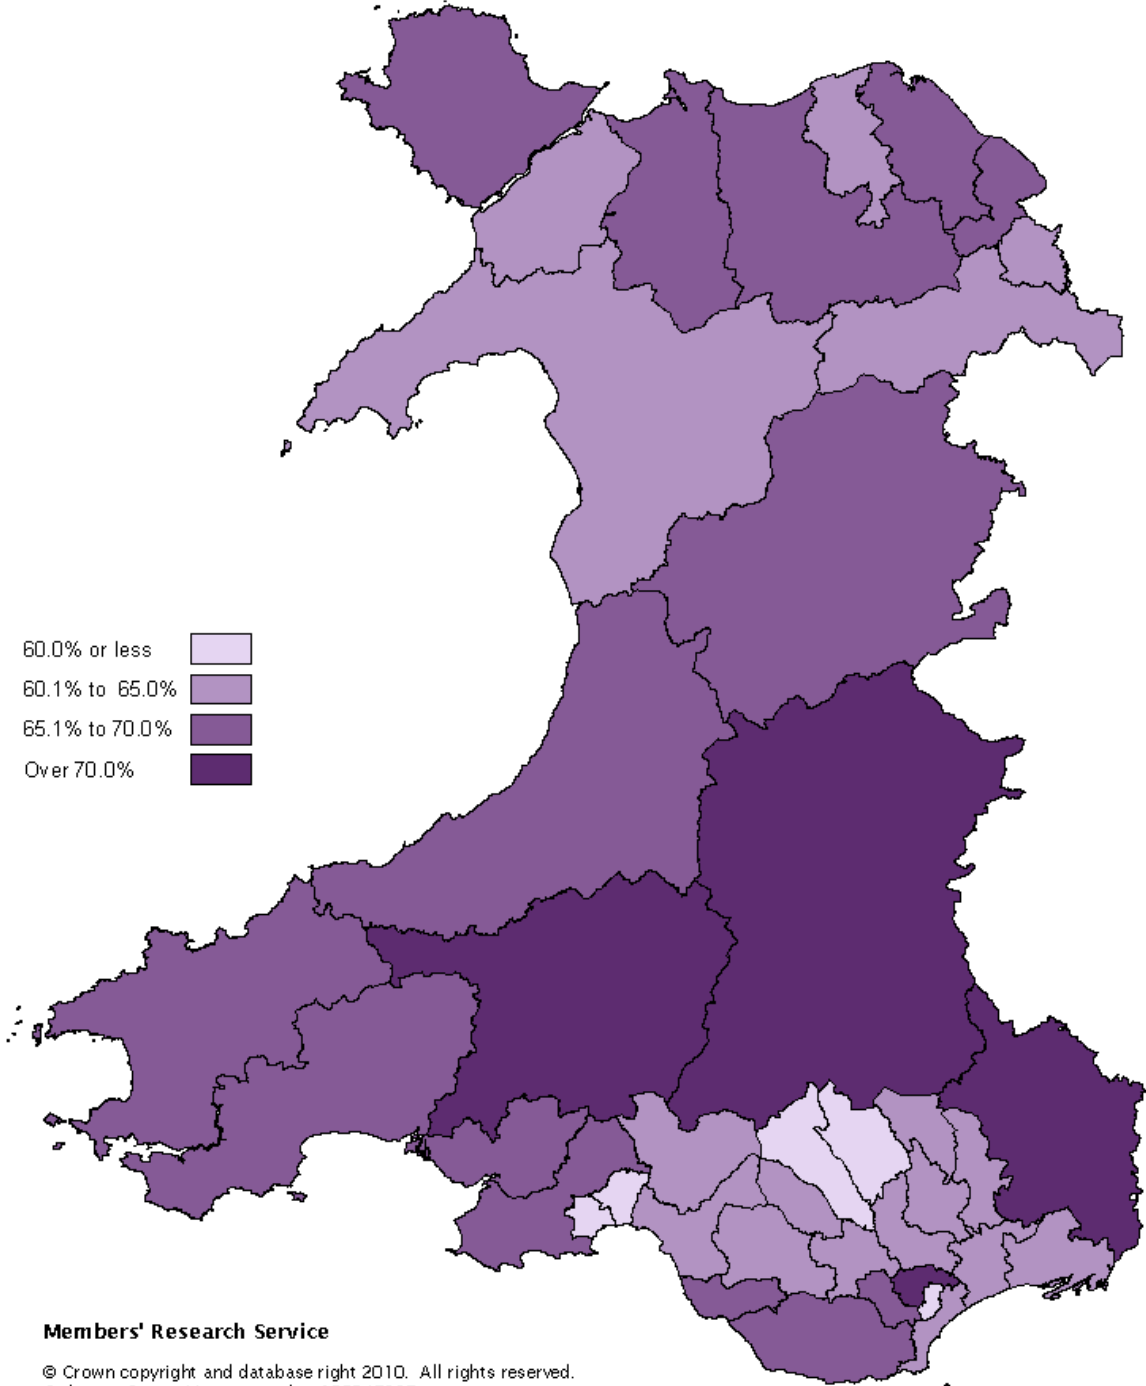 60.0% or less
60.1% to 65.0%
65.1% to 70.0%
Over 70.0%
Members' Research Service
© Crown copyright and database right 2010. All rights reserved.